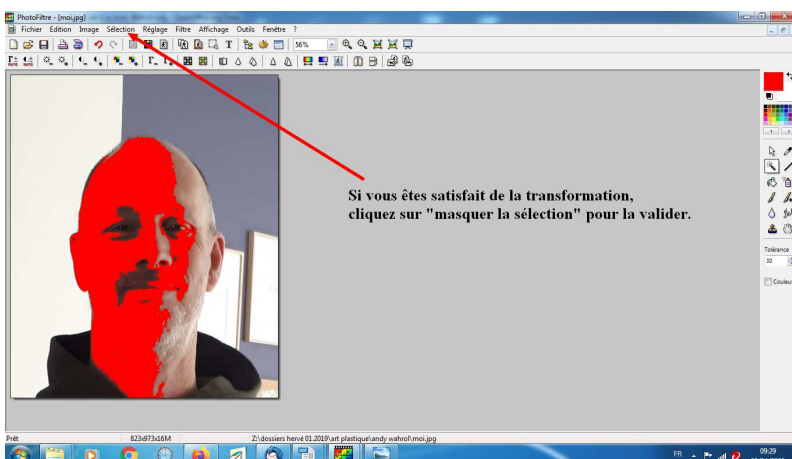 PhotoFiltre - [moi.jpg]
Fichier Edition Image Sélection Réglage Filtre Affichage Outils Fenêtre ?
56%
Si vous êtes satisfait de la transformation,
cliquez sur "masquer la sélection" pour la valider.
Tolérance
30
Couleu
Prêt 823x973x16M Z:\dossiers hervé 01.2019\art plastique\andy wahrol\moi.jpg
FR 09:29